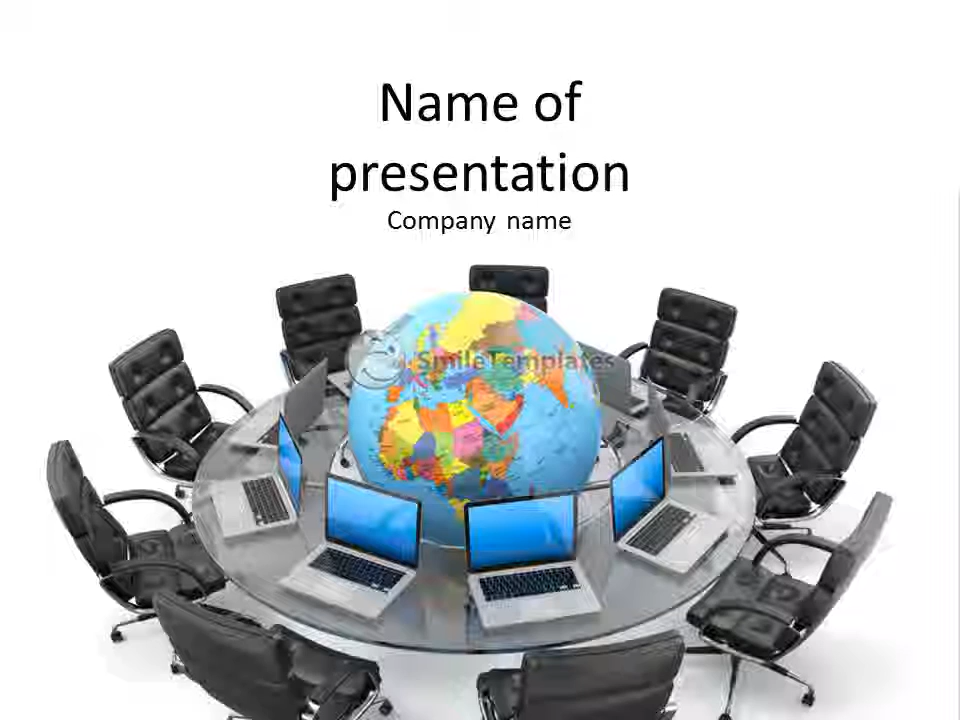 Name of
presentation
Company name
SmileTemplates